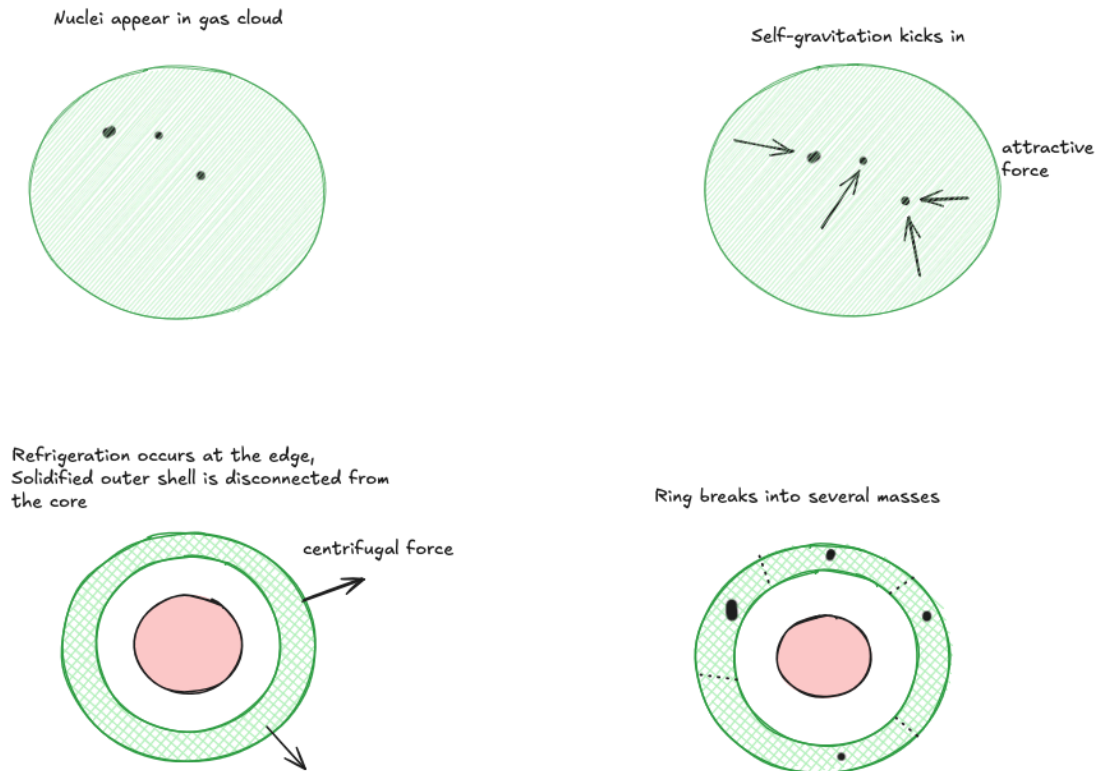 Nuclei appear in gas cloud
Self-gravitation kicks in
attractive
force
Refrigeration occurs at the edge,
Solidified outer shell is disconnected from
the core
centrifugal force
Ring breaks into several masses